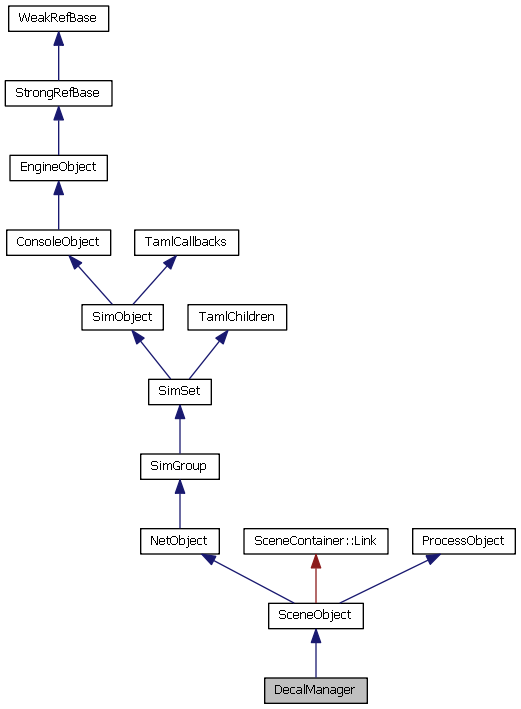 WeakRefBase
StrongRefBase
EngineObject
ConsoleObject
TamlCallbacks
SimObject
TamlChildren
SimSet
SimGroup
NetObject
SceneContainer::Link
ProcessObject
SceneObject
DecalManager